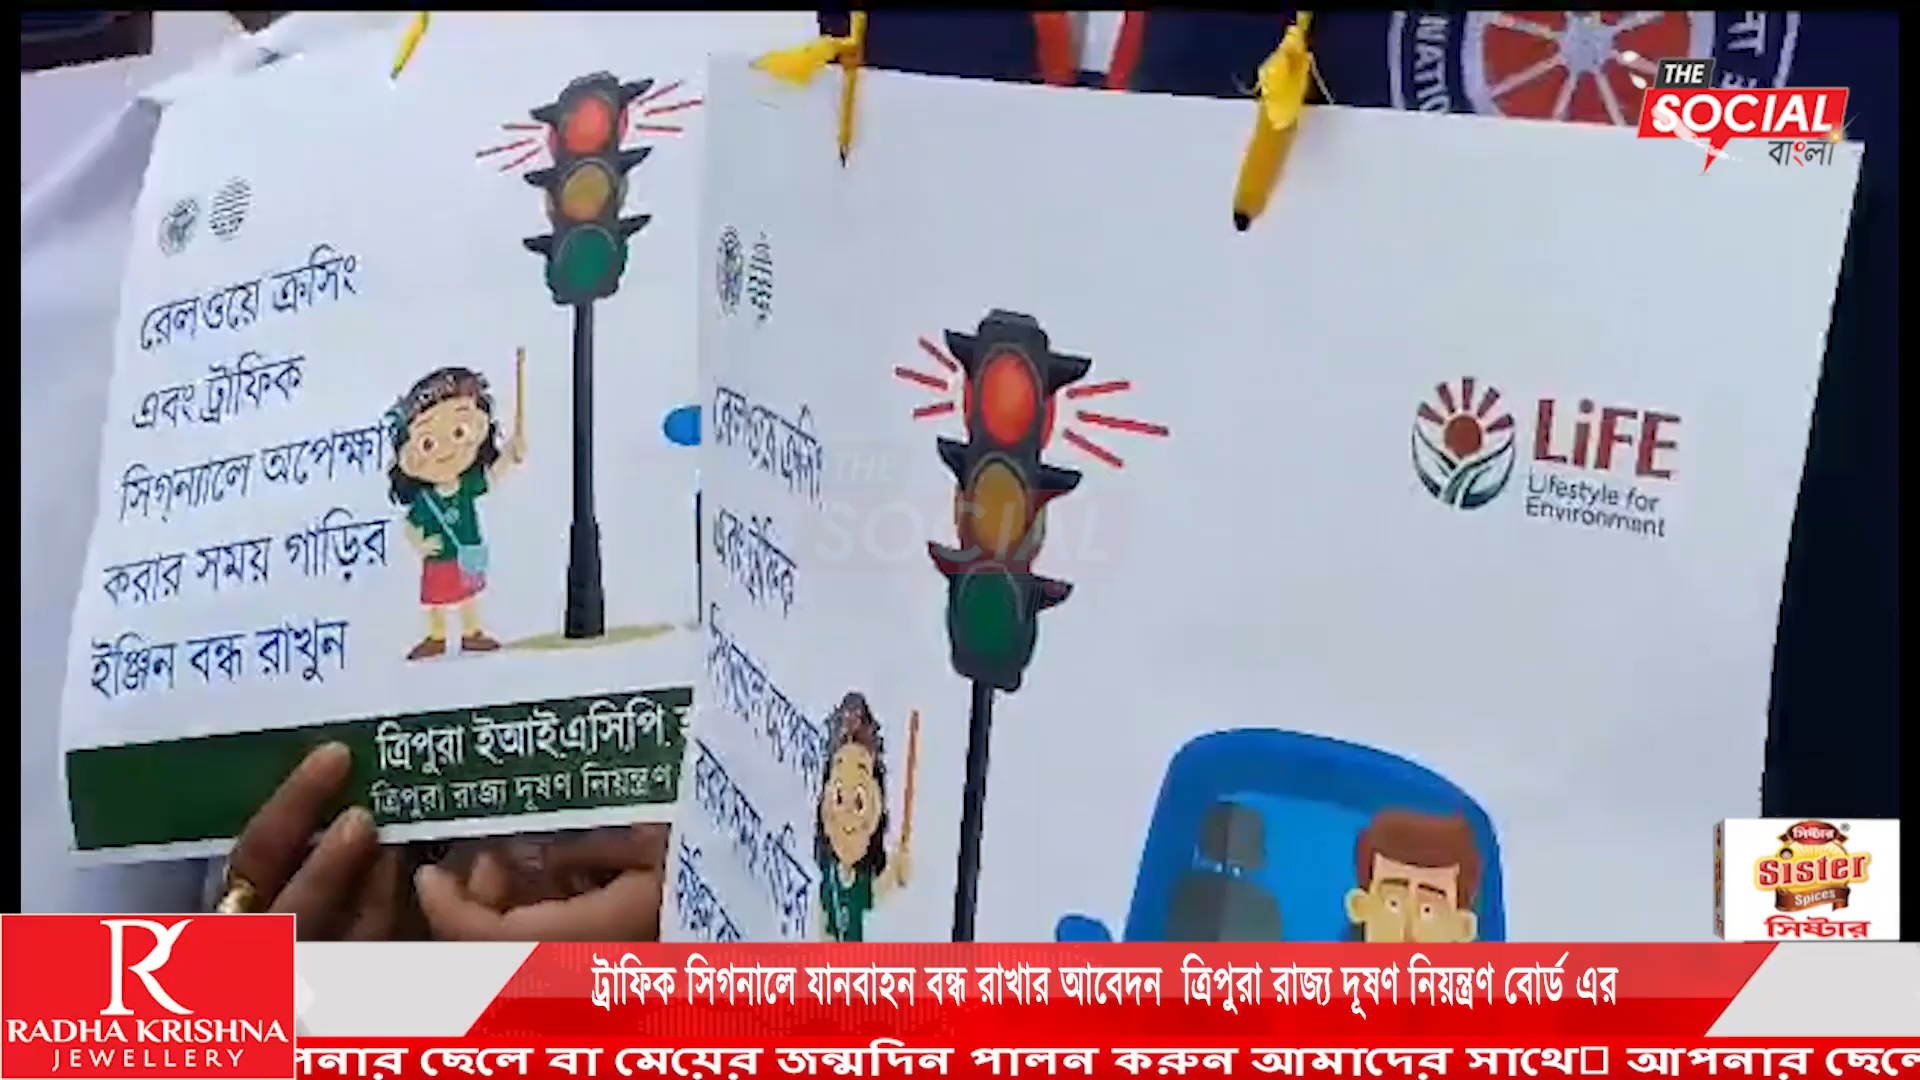 THE
SOCIAL
বাংলা
রেলওয়ে ক্রসিং
এবং ট্রাফিক
সিগন্যালে অপেক্ষা
করার সময় গাড়ির
ইঞ্জিন বন্ধ রাখুন
ত্রিপুরা ইআইএসিপি
ত্রিপুরা রাজ্য দূষণ নিয়ন্ত্রণ
LiFE
Lifestyle for
Environment
THE
SOCIAL
সিস্টার
Sister
Spices
সিস্টার
RADHA KRISHNA
JEWELLERY
ট্রাফিক সিগনালে যানবাহন বন্ধ রাখার আবেদন ত্রিপুরা রাজ্য দূষণ নিয়ন্ত্রণ বোর্ড এর
পনার ছেলে বা মেয়ের জন্মদিন পালন করুন আমাদের সাথে আপনার ছেলে